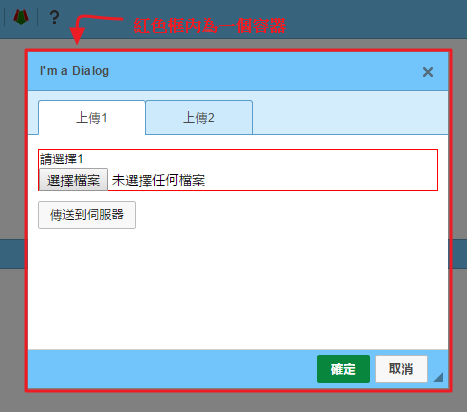 ?
紅色框內為一個容器
I'm a Dialog
上傳1
上傳2
請選擇1
選擇檔案 未選擇任何檔案
傳送到伺服器
確定
取消